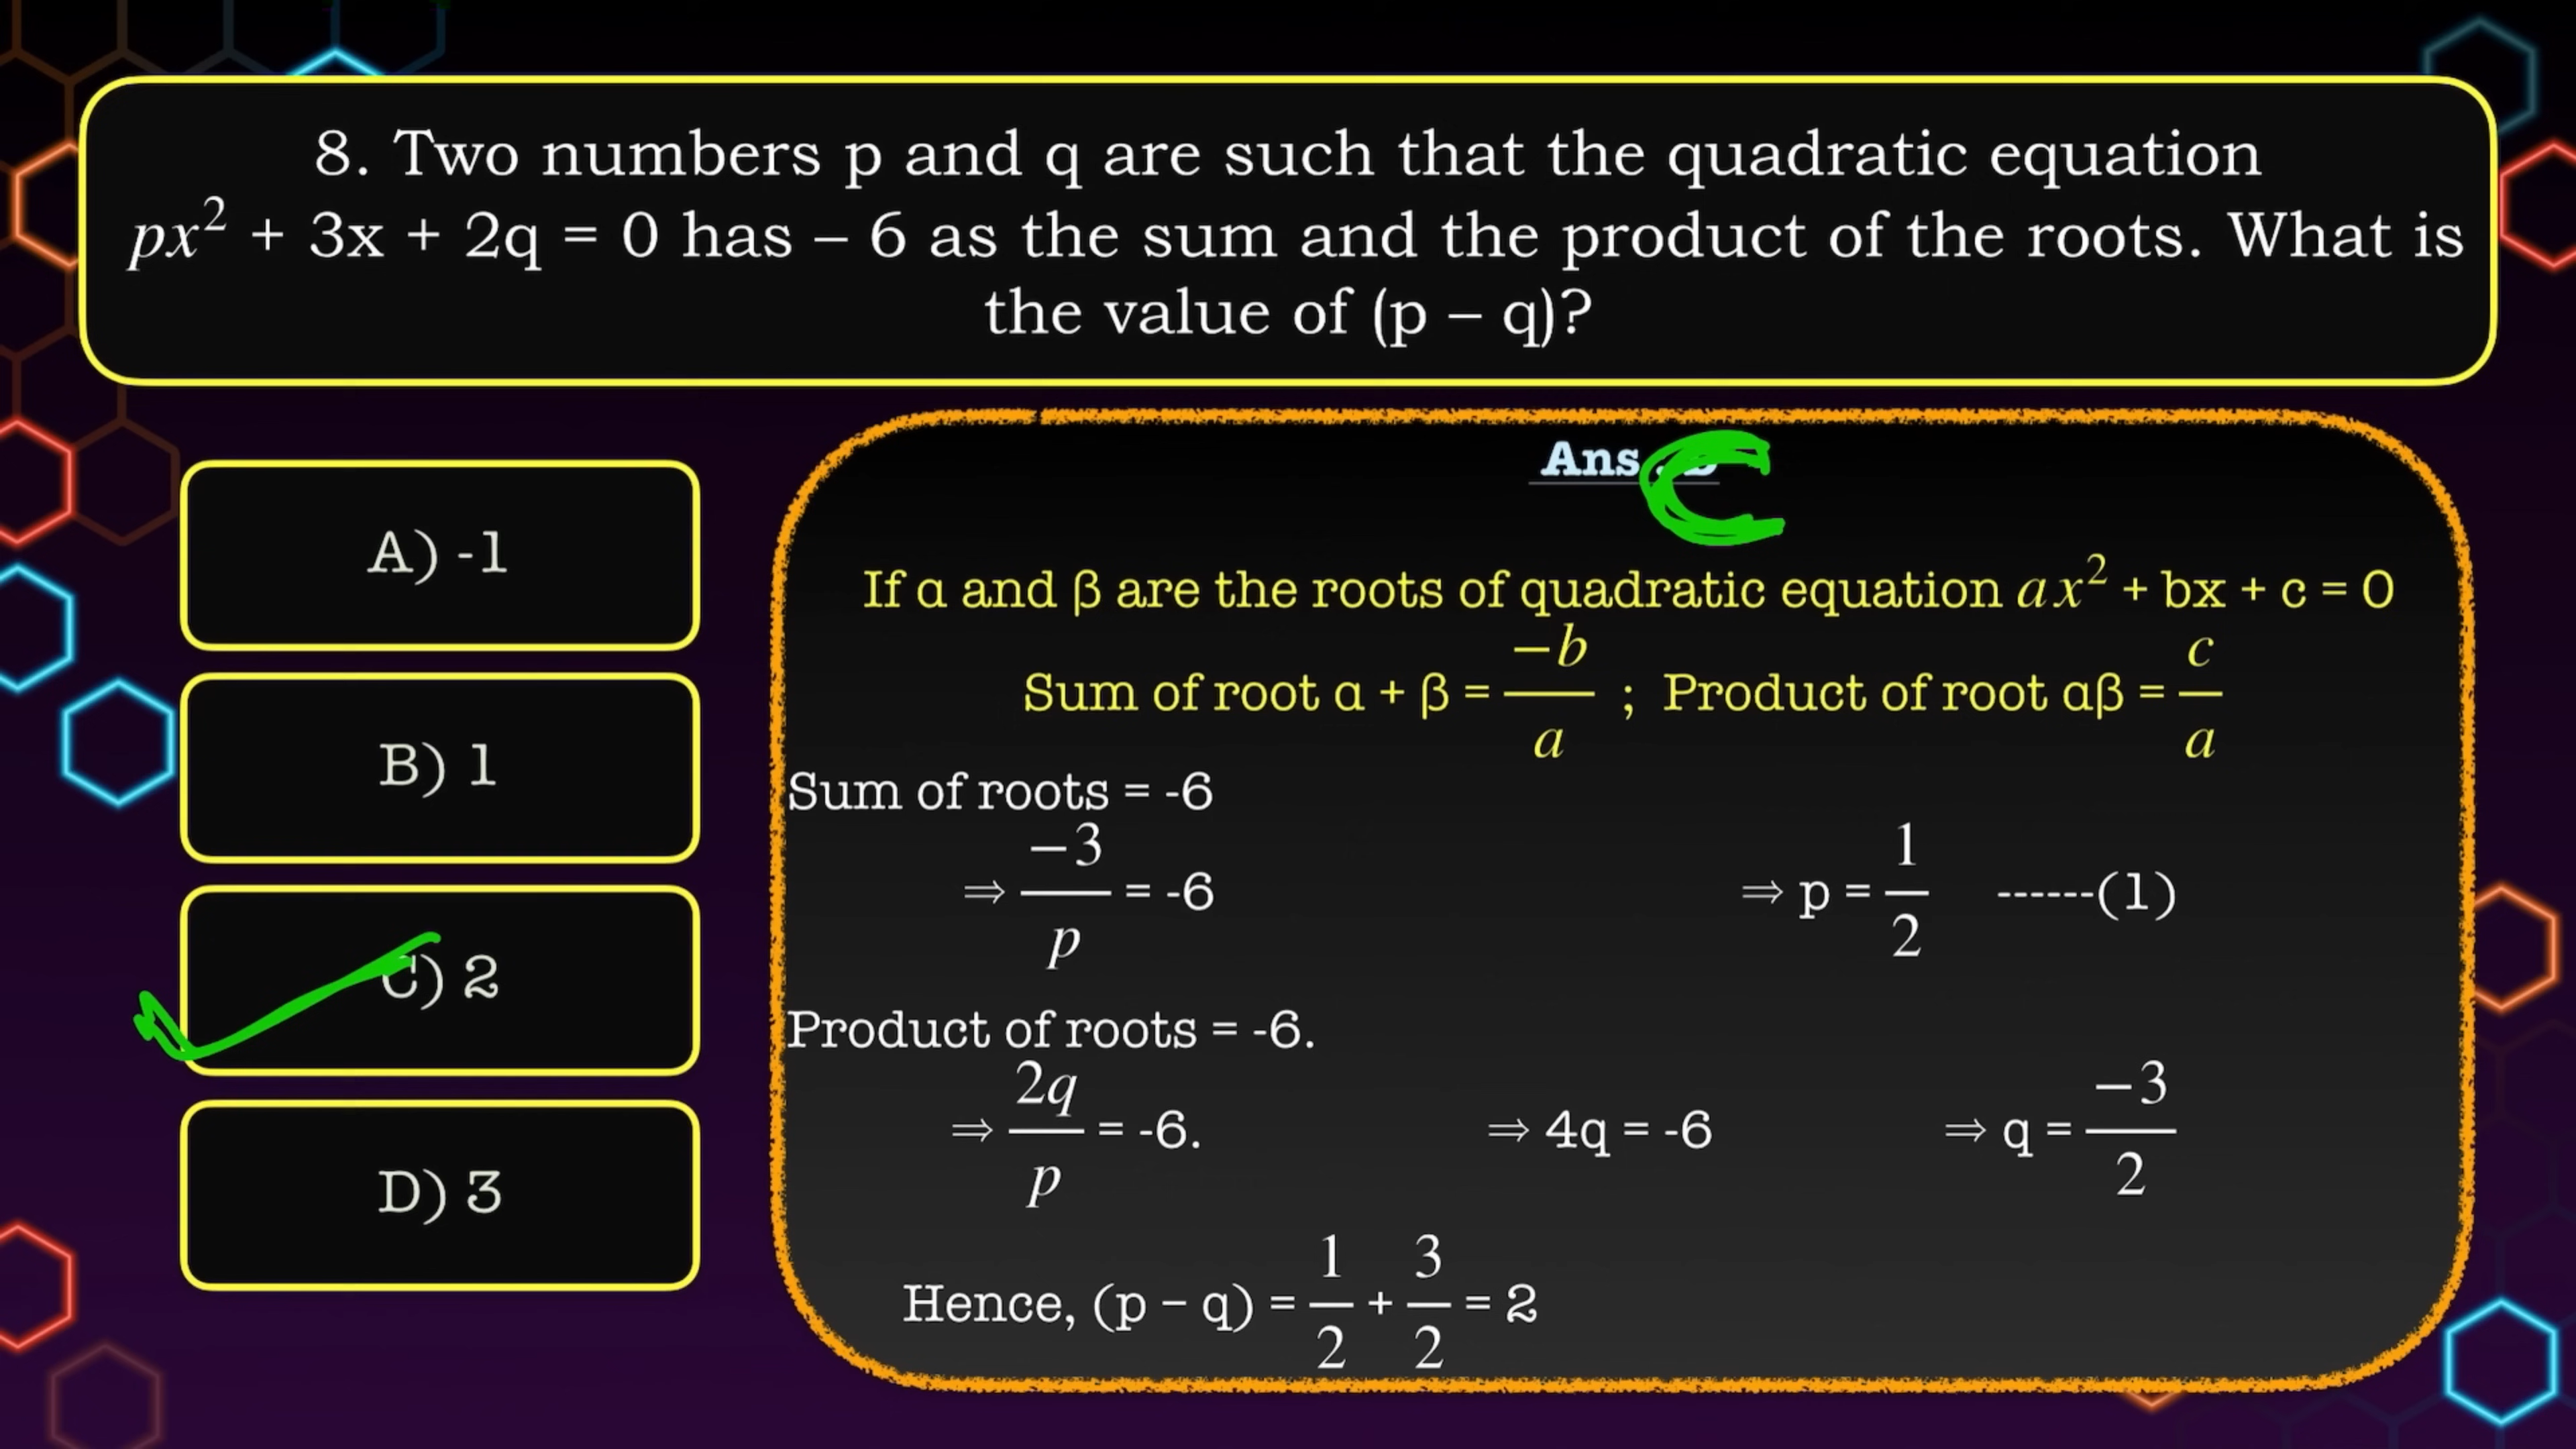 8. Two numbers p and q are such that the quadratic equation
px² + 3x + 2q = 0 has – 6 as the sum and the product of the roots. What is
the value of (p – q)?
A) -1
B) 1
C) 2
D) 3
Ans C
If α and β are the roots of quadratic equation ax² + bx + c = 0
Sum of root α + β = −b/a ; Product of root αβ = c/a
Sum of roots = -6
⇒ −3/p = -6 ⇒ p = 1/2 ------(1)
Product of roots = -6.
⇒ 2q/p = -6. ⇒ 4q = -6 ⇒ q = −3/2
Hence, (p − q) = 1/2 + 3/2 = 2